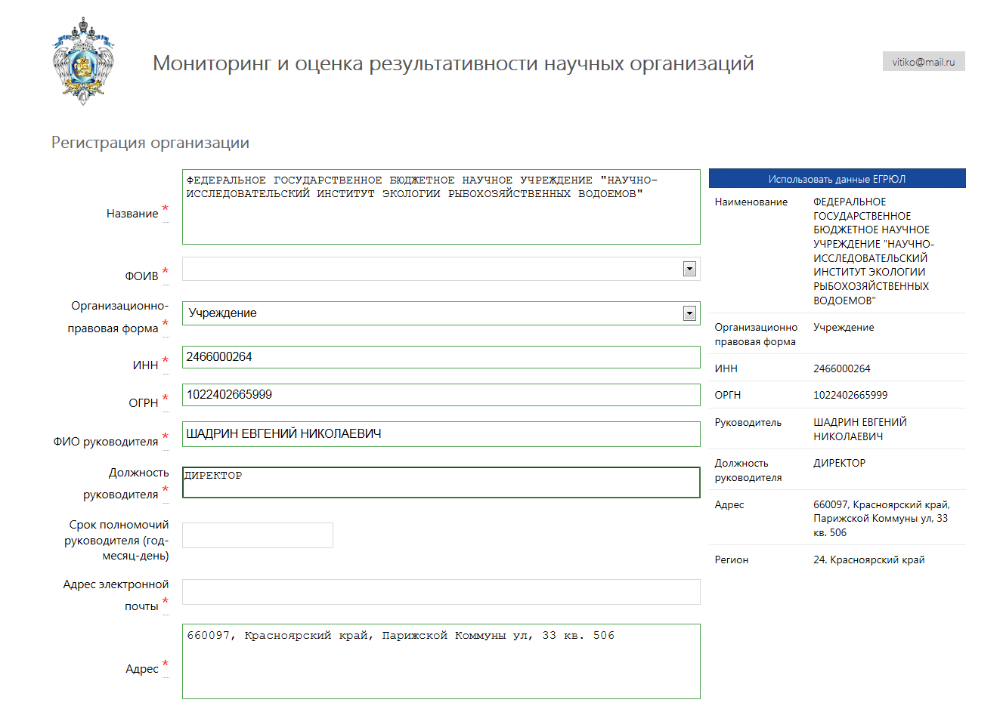 Мониторинг и оценка результативности научных организаций
vitiko@mail.ru
Регистрация организации
Название *
ФЕДЕРАЛЬНОЕ ГОСУДАРСТВЕННОЕ БЮДЖЕТНОЕ НАУЧНОЕ УЧРЕЖДЕНИЕ "НАУЧНО-
ИССЛЕДОВАТЕЛЬСКИЙ ИНСТИТУТ ЭКОЛОГИИ РЫБОХОЗЯЙСТВЕННЫХ ВОДОЕМОВ"
ФОИВ *
Организационно-
правовая форма *
Учреждение
ИНН *
2466000264
ОГРН *
1022402665999
ФИО руководителя *
ШАДРИН ЕВГЕНИЙ НИКОЛАЕВИЧ
Должность
руководителя *
ДИРЕКТОР
Срок полномочий
руководителя (год-
месяц-день)
Адрес электронной
почты *
Адрес *
660097, Красноярский край, Парижской Коммуны ул, 33 кв. 506
Использовать данные ЕГРЮЛ
Наименование
ФЕДЕРАЛЬНОЕ
ГОСУДАРСТВЕННОЕ
БЮДЖЕТНОЕ НАУЧНОЕ
УЧРЕЖДЕНИЕ "НАУЧНО-
ИССЛЕДОВАТЕЛЬСКИЙ
ИНСТИТУТ ЭКОЛОГИИ
РЫБОХОЗЯЙСТВЕННЫХ
ВОДОЕМОВ"
Организационно
правовая форма
Учреждение
ИНН
2466000264
ОРГН
1022402665999
Руководитель
ШАДРИН ЕВГЕНИЙ
НИКОЛАЕВИЧ
Должность
руководителя
ДИРЕКТОР
Адрес
660097, Красноярский край,
Парижской Коммуны ул, 33
кв. 506
Регион
24. Красноярский край